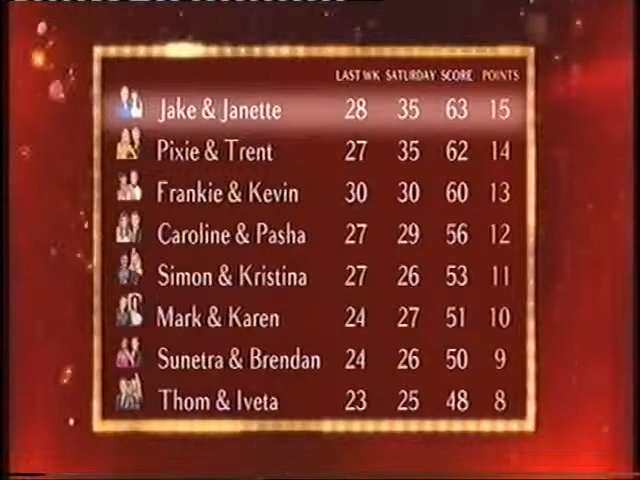 LAST WK SATURDAY SCORE POINTS
Jake & Janette 28 35 63 15
Pixie & Trent 27 35 62 14
Frankie & Kevin 30 30 60 13
Caroline & Pasha 27 29 56 12
Simon & Kristina 27 26 53 11
Mark & Karen 24 27 51 10
Sunetra & Brendan 24 26 50 9
Thom & Iveta 23 25 48 8